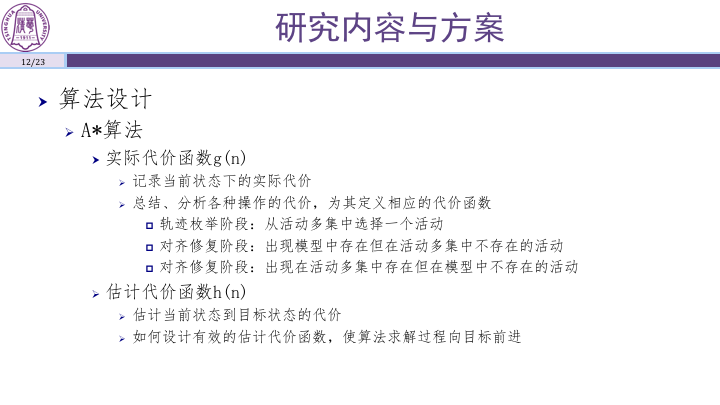 研究内容与方案
TSINGHUA UNIVERSITY
1911
12/23
算法设计
A*算法
实际代价函数g(n)
记录当前状态下的实际代价
总结、分析各种操作的代价，为其定义相应的代价函数
轨迹枚举阶段：从活动多集中选择一个活动
对齐修复阶段：出现模型中存在但在活动多集中不存在的活动
对齐修复阶段：出现在活动多集中存在但在模型中不存在的活动
估计代价函数h(n)
估计当前状态到目标状态的代价
如何设计有效的估计代价函数，使算法求解过程向目标前进